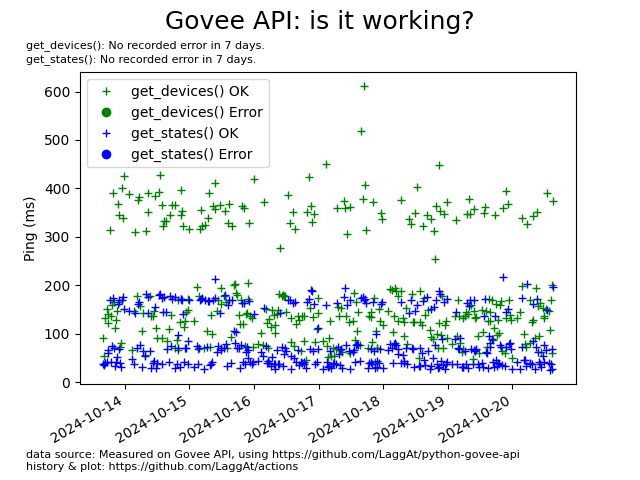 Govee API: is it working?
get_devices(): No recorded error in 7 days.
get_states(): No recorded error in 7 days.
get_devices() OK
get_devices() Error
get_states() OK
get_states() Error
Ping (ms)
600
500
400
300
200
100
0
2024-10-14
2024-10-15
2024-10-16
2024-10-17
2024-10-18
2024-10-19
2024-10-20
data source: Measured on Govee API, using https://github.com/LaggAt/python-govee-api
history & plot: https://github.com/LaggAt/actions